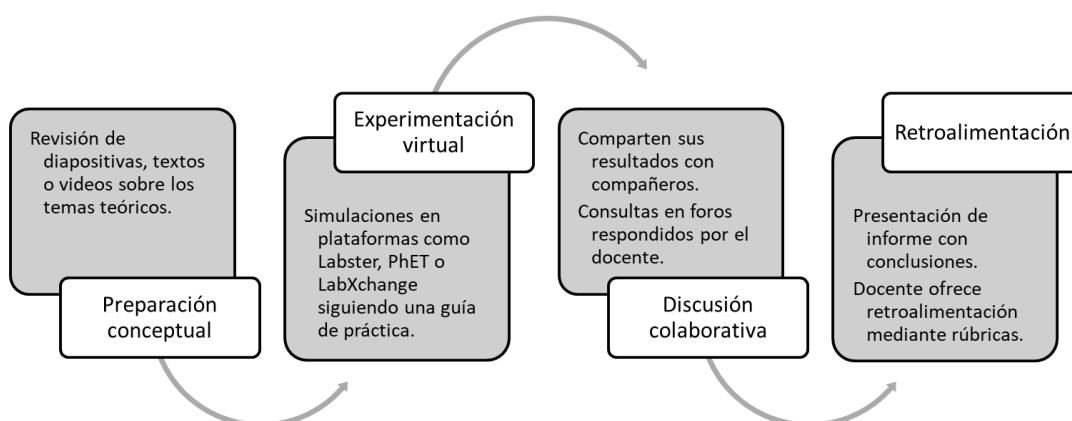 Revisión de
diapositivas, textos
o videos sobre los
temas teóricos.
Preparación
conceptual
Experimentación
virtual
Simulaciones en
plataformas como
Labster, PhET o
LabXchange
siguiendo una guía
de práctica.
Comparten sus
resultados con
compañeros.
Consultas en foros
respondidos por el
docente.
Discusión
colaborativa
Retroalimentación
Presentación de
informe con
conclusiones.
Docente ofrece
retroalimentación
mediante rúbricas.